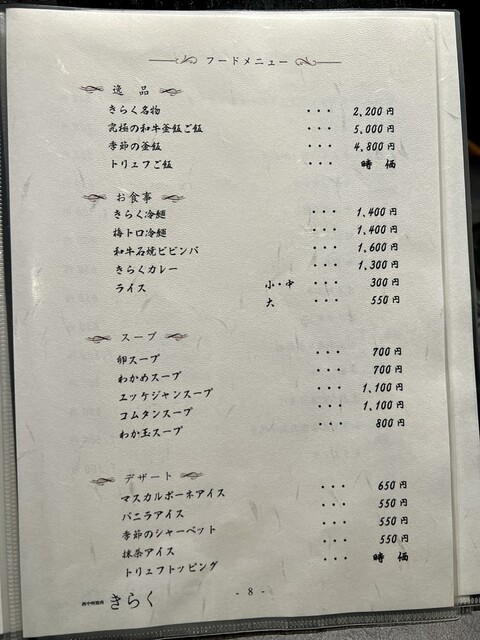 フードメニュー
逸 品
きらく名物 ・・・ 2,200円
究極の和牛釜飯ご飯 ・・・ 5,000円
季節の釜飯 ・・・ 4,800円
トリュフご飯 ・・・ 時 価
お食事
きらく冷麺 ・・・ 1,400円
梅トロ冷麺 ・・・ 1,400円
和牛石焼ビビンバ ・・・ 1,600円
きらくカレー ・・・ 1,300円
ライス 小・中 ・・・ 300円
大 ・・・ 550円
スープ
卵スープ ・・・ 700円
わかめスープ ・・・ 700円
ユッケジャンスープ ・・・ 1,100円
コムタンスープ ・・・ 1,100円
わか玉スープ ・・・ 800円
デザート
マスカルポーネアイス ・・・ 650円
バニラアイス ・・・ 550円
季節のシャーベット ・・・ 550円
抹茶アイス ・・・ 550円
トリュフトッピング ・・・ 時 価
きらく
- 8 -